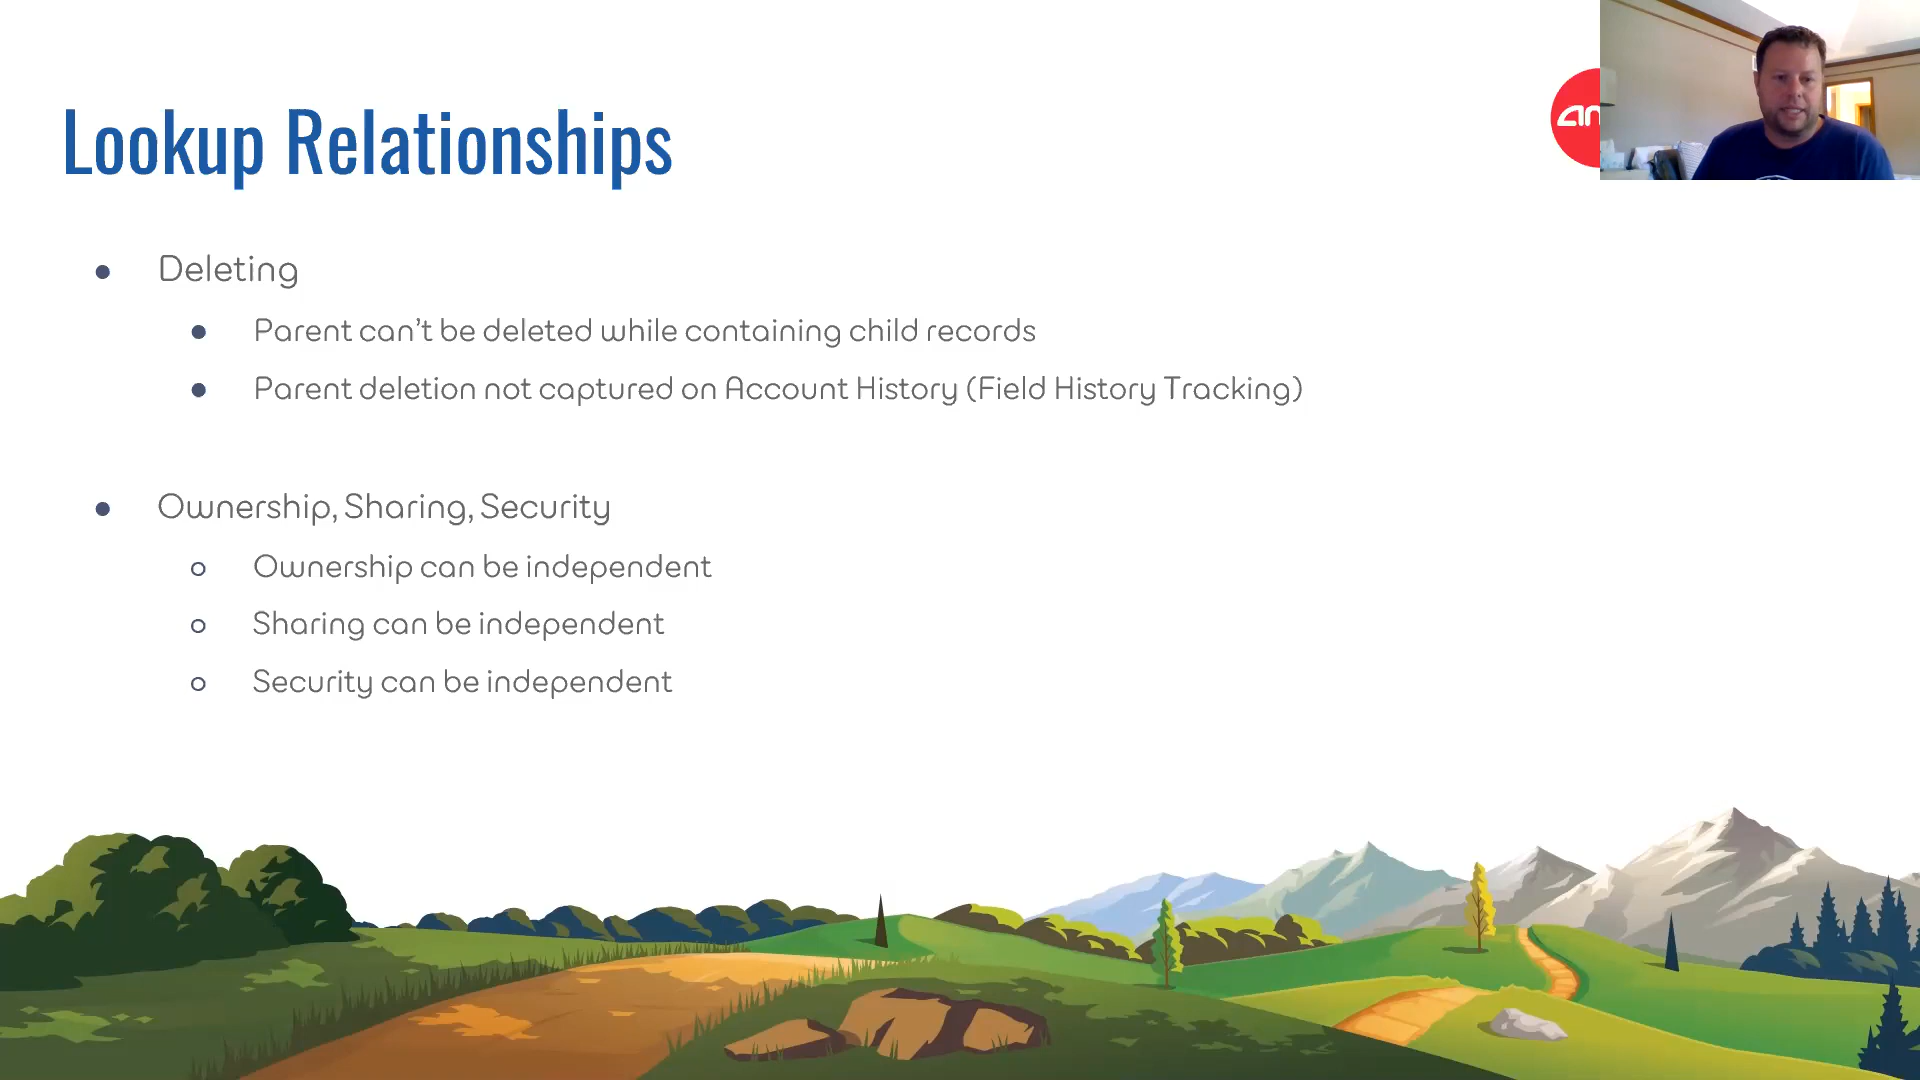 Lookup Relationships
Deleting
Parent can't be deleted while containing child records
Parent deletion not captured on Account History (Field History Tracking)
Ownership, Sharing, Security
Ownership can be independent
Sharing can be independent
Security can be independent